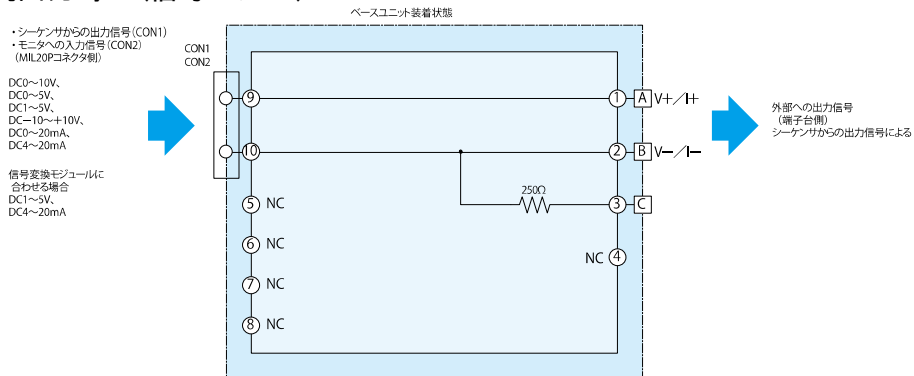 ベースユニット装着状態
・シーケンサからの出力信号(CON1)
・モニタへの入力信号(CON2)
(MIL20Pコネクタ側)
DC0～10V、
DC0～5V、
DC1～5V、
DC－10～+10V、
DC0～20mA、
DC4～20mA
信号変換モジュールに
合わせる場合
DC1～5V、
DC4～20mA
CON1
CON2
⑨
⑩
⑤ NC
⑥ NC
⑦ NC
⑧ NC
250Ω
① A V+／I+
② B V－／I－
③ C
NC ④
外部への出力信号
(端子台側)
シーケンサからの出力信号による